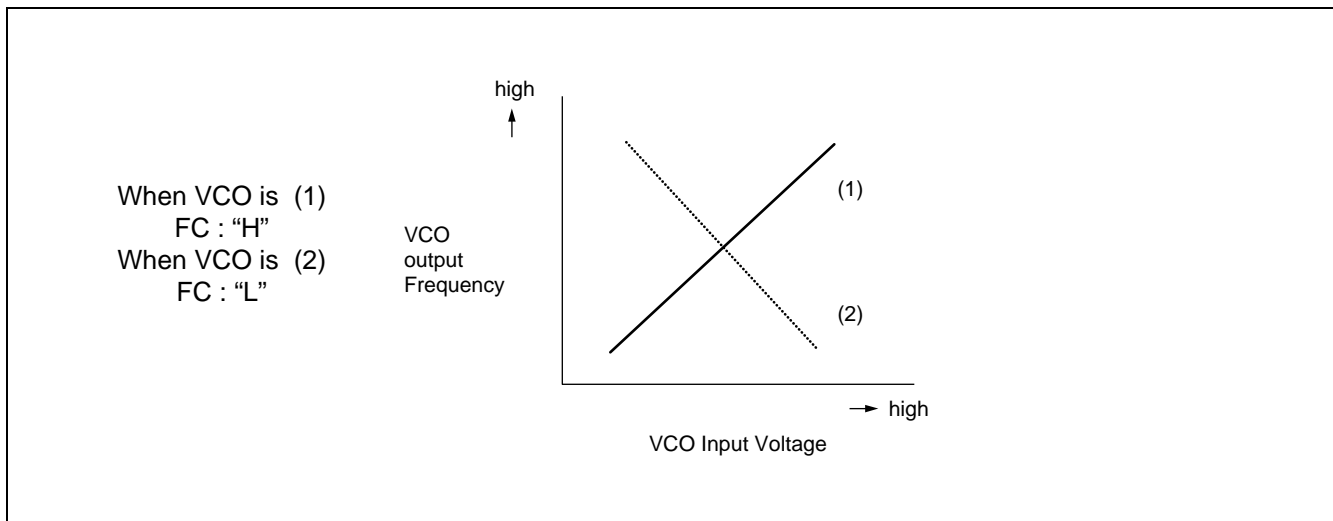 When VCO is (1)
FC : “H”
When VCO is (2)
FC : “L”
high
VCO
output
Frequency
(1)
(2)
high
VCO Input Voltage